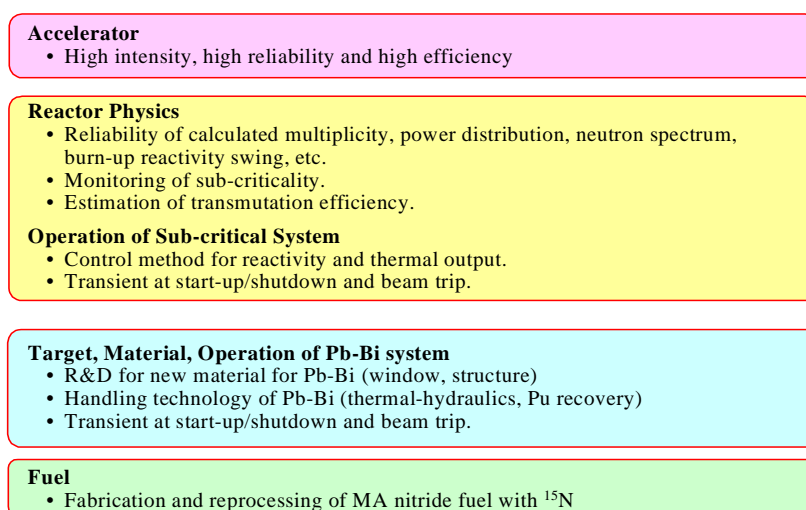 Accelerator
• High intensity, high reliability and high efficiency
Reactor Physics
• Reliability of calculated multiplicity, power distribution, neutron spectrum,
burn-up reactivity swing, etc.
• Monitoring of sub-criticality.
• Estimation of transmutation efficiency.
Operation of Sub-critical System
• Control method for reactivity and thermal output.
• Transient at start-up/shutdown and beam trip.
Target, Material, Operation of Pb-Bi system
• R&D for new material for Pb-Bi (window, structure)
• Handling technology of Pb-Bi (thermal-hydraulics, Pu recovery)
• Transient at start-up/shutdown and beam trip.
Fuel
• Fabrication and reprocessing of MA nitride fuel with ¹⁵N